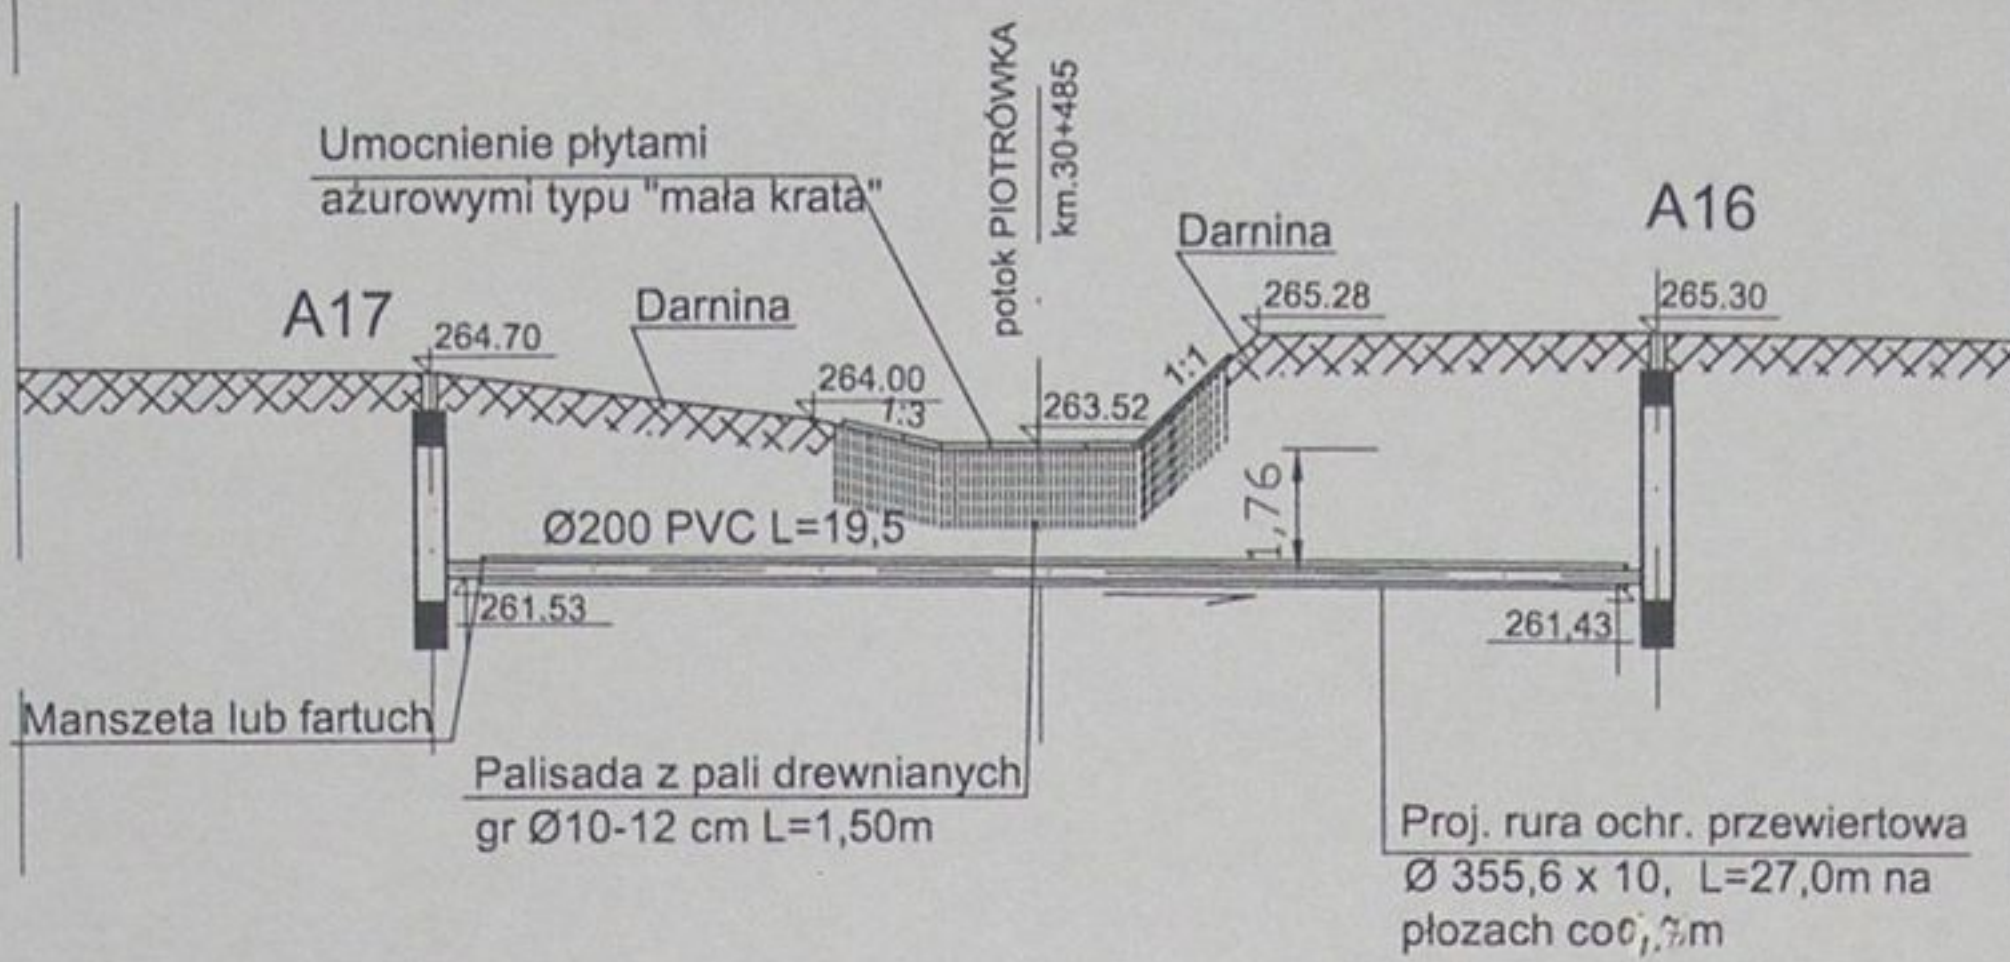 potok PIOTRÓWKA
km.30+485
Umocnienie płytami
ażurowymi typu "mała krata"
Darnina
A16
A17
Darnina
265.28
265.30
264.70
264.00
1:3
263.52
1:1
1,76
Ø200 PVC L=19,5
261.53
261,43
Manszeta lub fartuch
Palisada z pali drewnianych
gr Ø10-12 cm L=1,50m
Proj. rura ochr. przewiertowa
Ø 355,6 x 10, L=27,0m na
płozach co